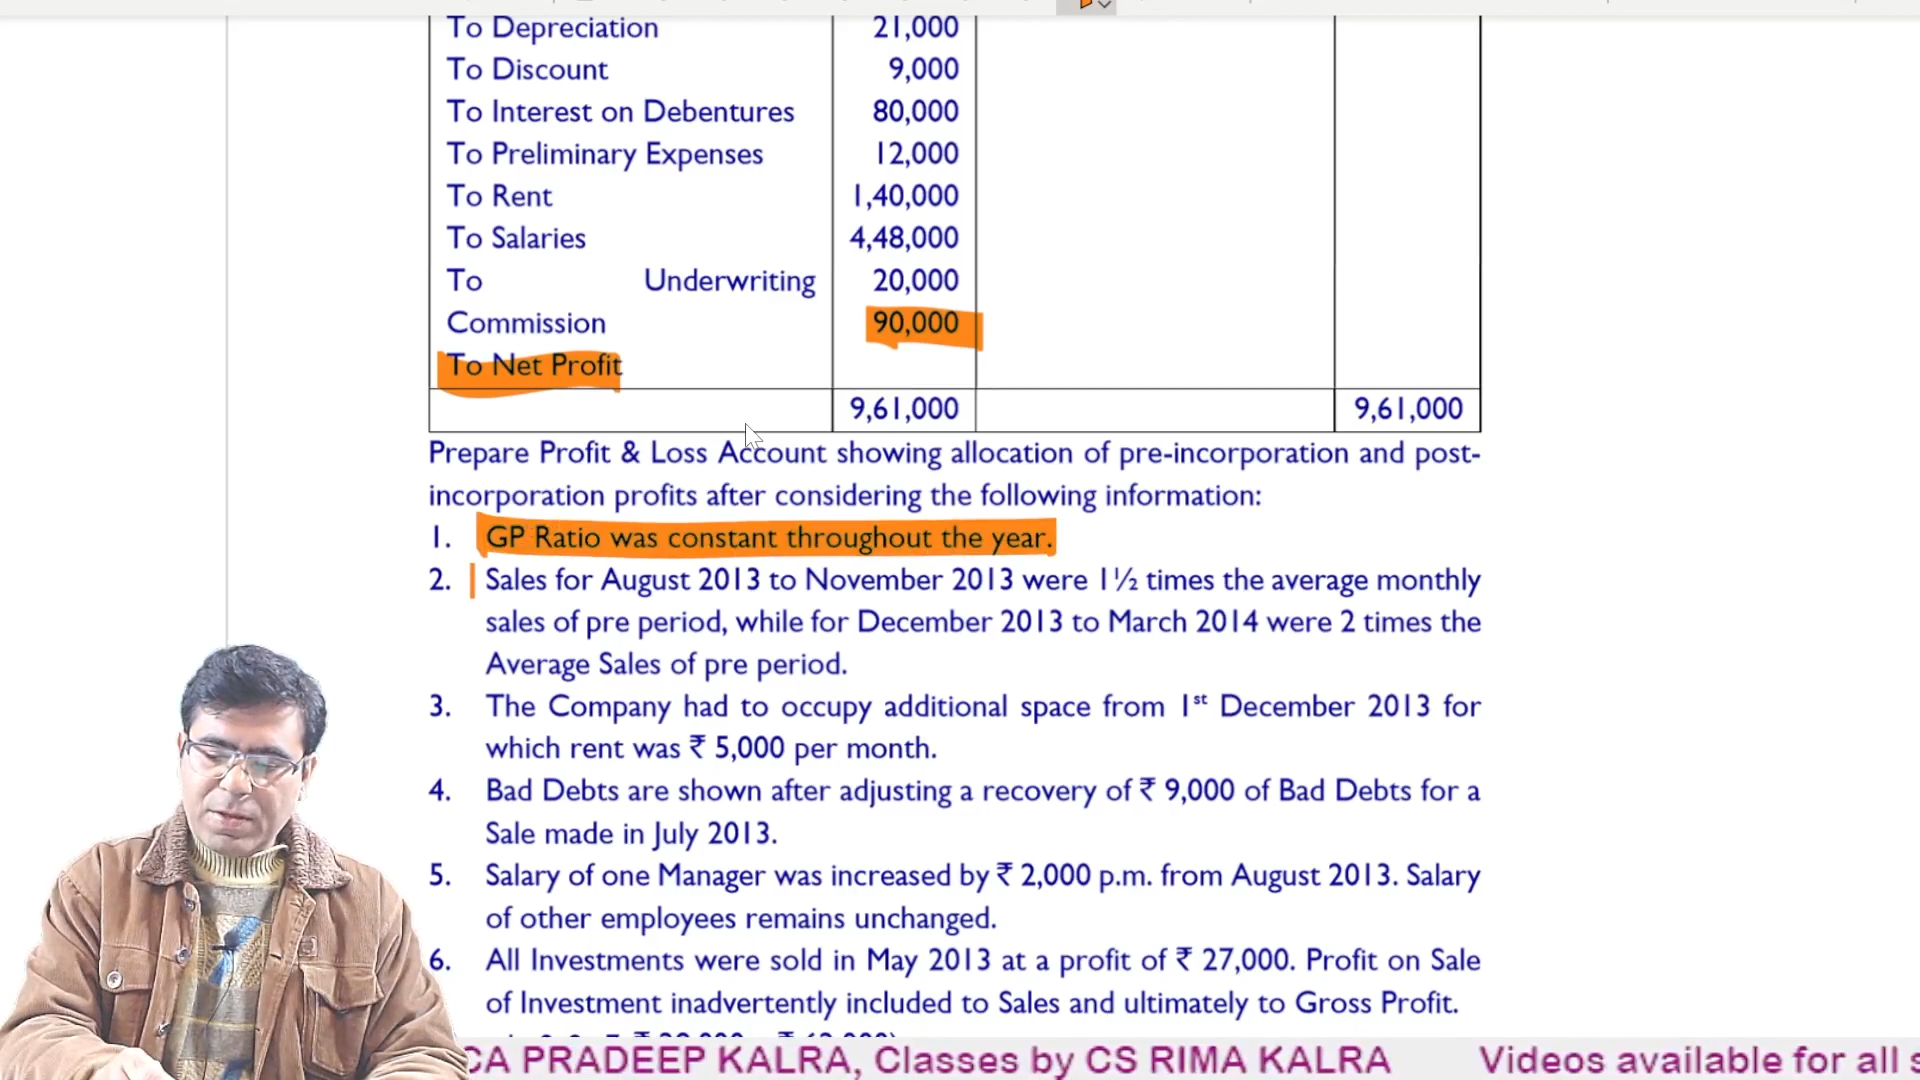 To Depreciation 21,000
To Discount 9,000
To Interest on Debentures 80,000
To Preliminary Expenses 12,000
To Rent 1,40,000
To Salaries 4,48,000
To Underwriting 20,000
Commission 90,000
To Net Profit
9,61,000 9,61,000
Prepare Profit & Loss Account showing allocation of pre-incorporation and post-
incorporation profits after considering the following information:
1. GP Ratio was constant throughout the year.
2. Sales for August 2013 to November 2013 were 1½ times the average monthly
sales of pre period, while for December 2013 to March 2014 were 2 times the
Average Sales of pre period.
3. The Company had to occupy additional space from 1st December 2013 for
which rent was ₹ 5,000 per month.
4. Bad Debts are shown after adjusting a recovery of ₹ 9,000 of Bad Debts for a
Sale made in July 2013.
5. Salary of one Manager was increased by ₹ 2,000 p.m. from August 2013. Salary
of other employees remains unchanged.
6. All Investments were sold in May 2013 at a profit of ₹ 27,000. Profit on Sale
of Investment inadvertently included to Sales and ultimately to Gross Profit.
CA PRADEEP KALRA, Classes by CS RIMA KALRA Videos available for all